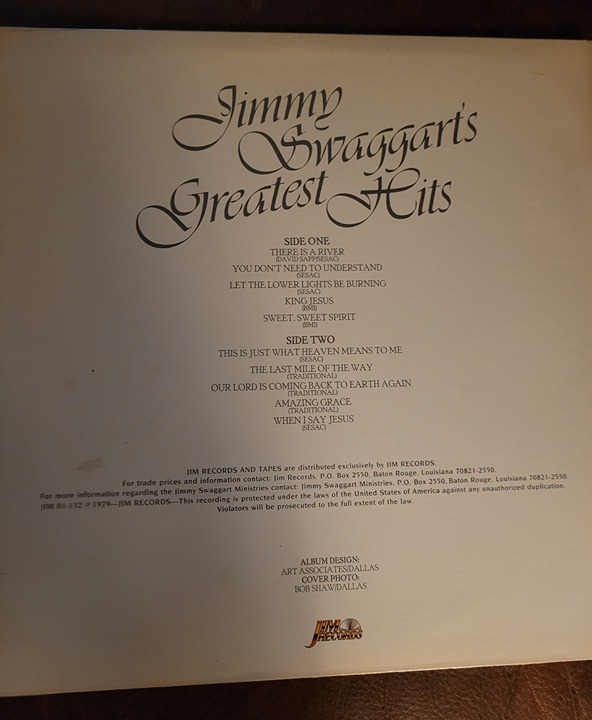 Jimmy
Swaggart's
Greatest Hits
SIDE ONE
THERE IS A RIVER
(DAVID SAPP/SESAC)
YOU DON'T NEED TO UNDERSTAND
(SESAC)
LET THE LOWER LIGHTS BE BURNING
(SESAC)
KING JESUS
(BMI)
SWEET, SWEET SPIRIT
(BMI)
SIDE TWO
THIS IS JUST WHAT HEAVEN MEANS TO ME
(SESAC)
THE LAST MILE OF THE WAY
(TRADITIONAL)
OUR LORD IS COMING BACK TO EARTH AGAIN
(TRADITIONAL)
AMAZING GRACE
(TRADITIONAL)
WHEN I SAY JESUS
(SESAC)
JIM RECORDS AND TAPES are distributed exclusively by JIM RECORDS.
For trade prices and information contact: Jim Records, P.O. Box 2550, Baton Rouge, Louisiana 70821-2550.
For more information regarding the Jimmy Swaggart Ministries contact: Jimmy Swaggart Ministries, P.O. Box 2550, Baton Rouge, Louisiana 70821-2550.
℗ 1979—JIM RECORDS—This recording is protected under the laws of the United States of America against any unauthorized duplication.
Violators will be prosecuted to the full extent of the law.
ALBUM DESIGN:
ART ASSOCIATES/DALLAS
COVER PHOTO:
BOB SHAW/DALLAS
JIM
RECORDS